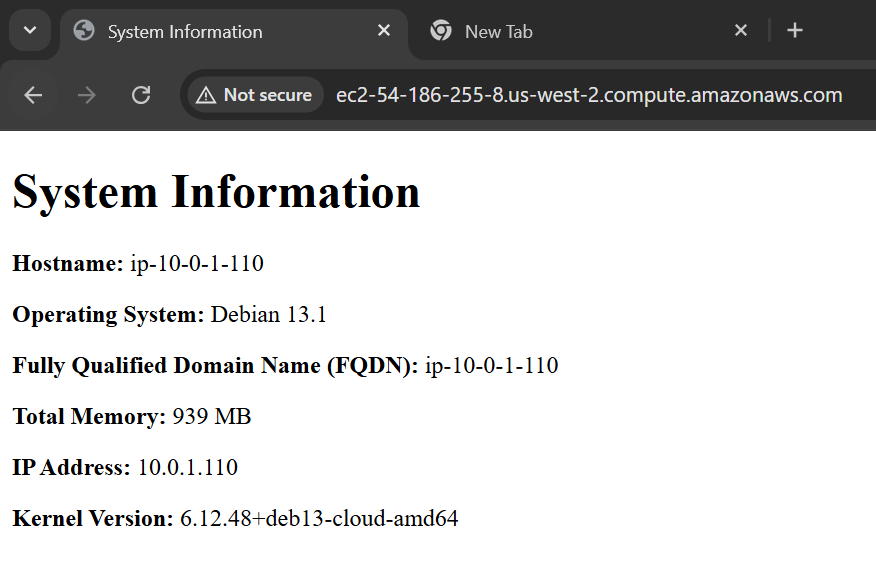 System Information
New Tab
Not secure
ec2-54-186-255-8.us-west-2.compute.amazonaws.com
System Information
Hostname: ip-10-0-1-110
Operating System: Debian 13.1
Fully Qualified Domain Name (FQDN): ip-10-0-1-110
Total Memory: 939 MB
IP Address: 10.0.1.110
Kernel Version: 6.12.48+deb13-cloud-amd64